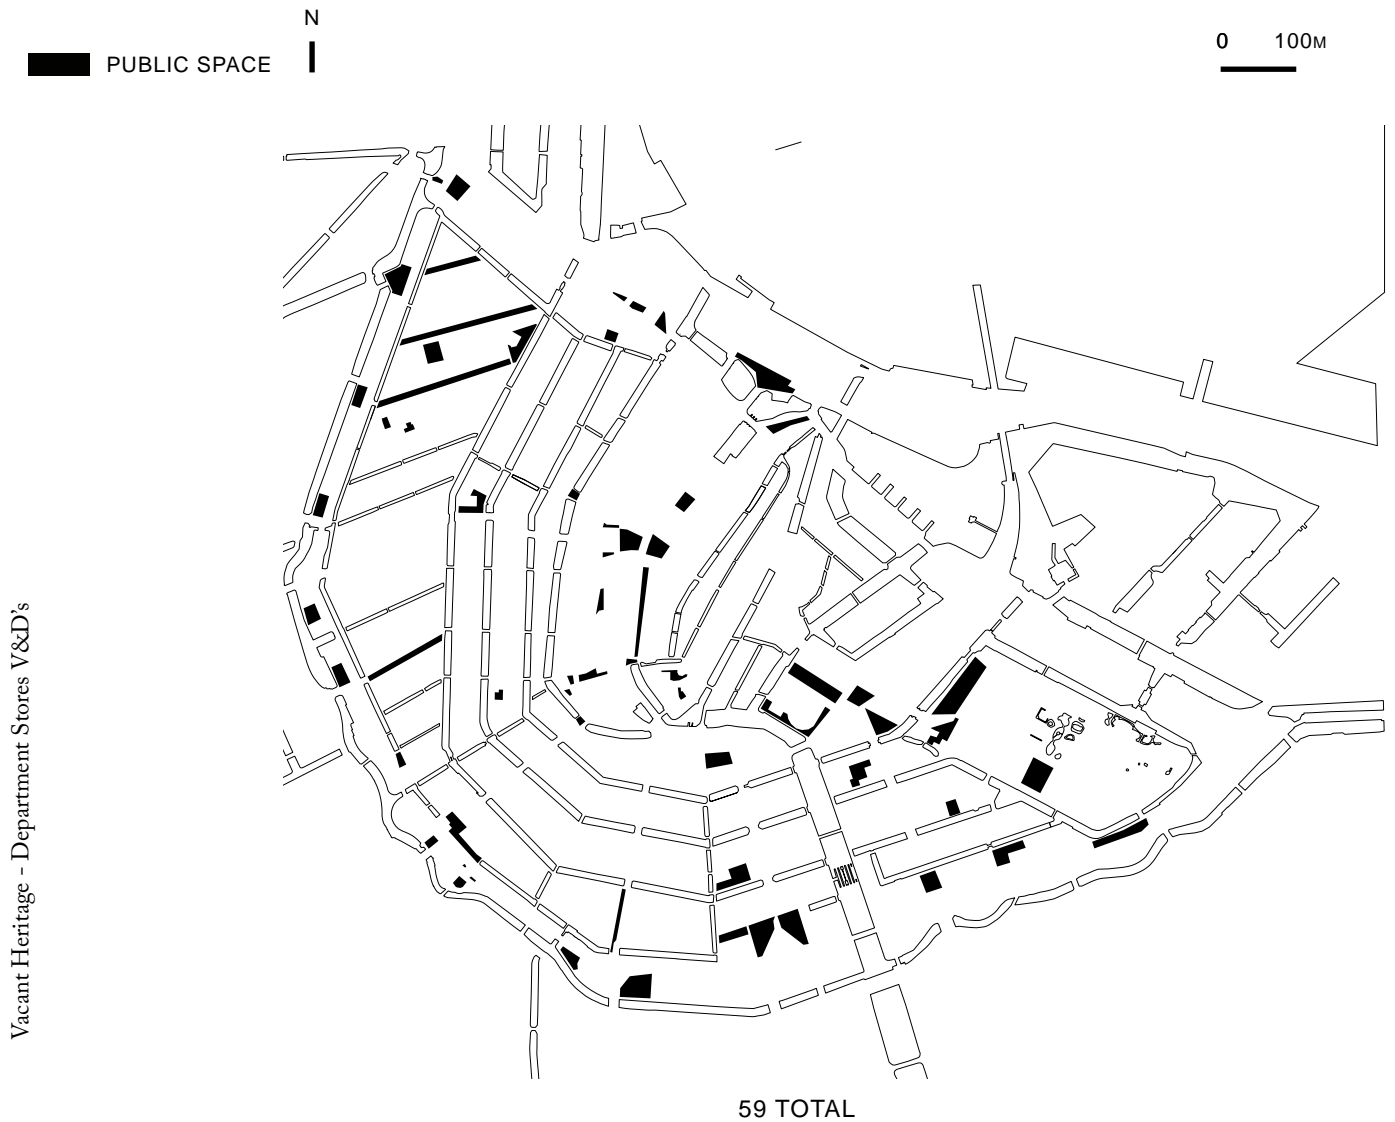 N
PUBLIC SPACE
0 100M
Vacant Heritage - Department Stores V&D's
59 TOTAL